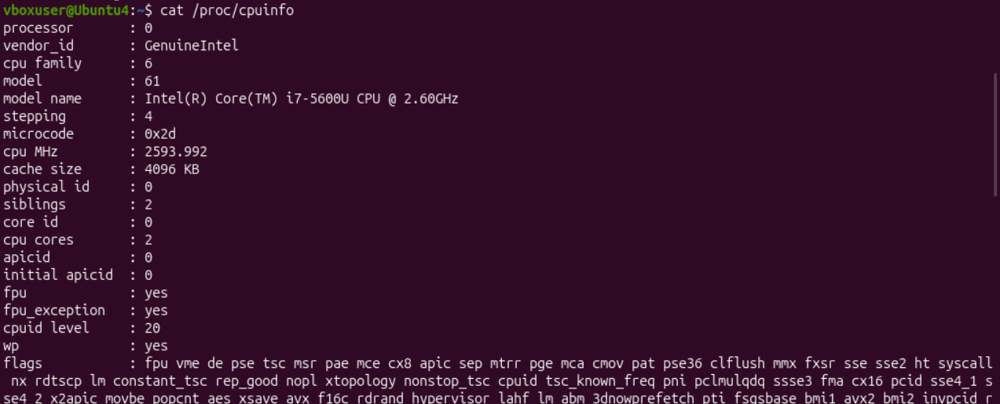 vboxuser@Ubuntu4:~$ cat /proc/cpuinfo
processor	: 0
vendor_id	: GenuineIntel
cpu family	: 6
model		: 61
model name	: Intel(R) Core(TM) i7-5600U CPU @ 2.60GHz
stepping	: 4
microcode	: 0x2d
cpu MHz		: 2593.992
cache size	: 4096 KB
physical id	: 0
siblings	: 2
core id		: 0
cpu cores	: 2
apicid		: 0
initial apicid	: 0
fpu		: yes
fpu_exception	: yes
cpuid level	: 20
wp		: yes
flags		: fpu vme de pse tsc msr pae mce cx8 apic sep mtrr pge mca cmov pat pse36 clflush mmx fxsr sse sse2 ht syscall
nx rdtscp lm constant_tsc rep_good nopl xtopology nonstop_tsc cpuid tsc_known_freq pni pclmulqdq ssse3 fma cx16 pcid sse4_1 s
se4_2 x2apic movbe popcnt aes xsave avx f16c rdrand hypervisor lahf_lm abm 3dnowprefetch pti fsgsbase bmi1 avx2 bmi2 invpcid r